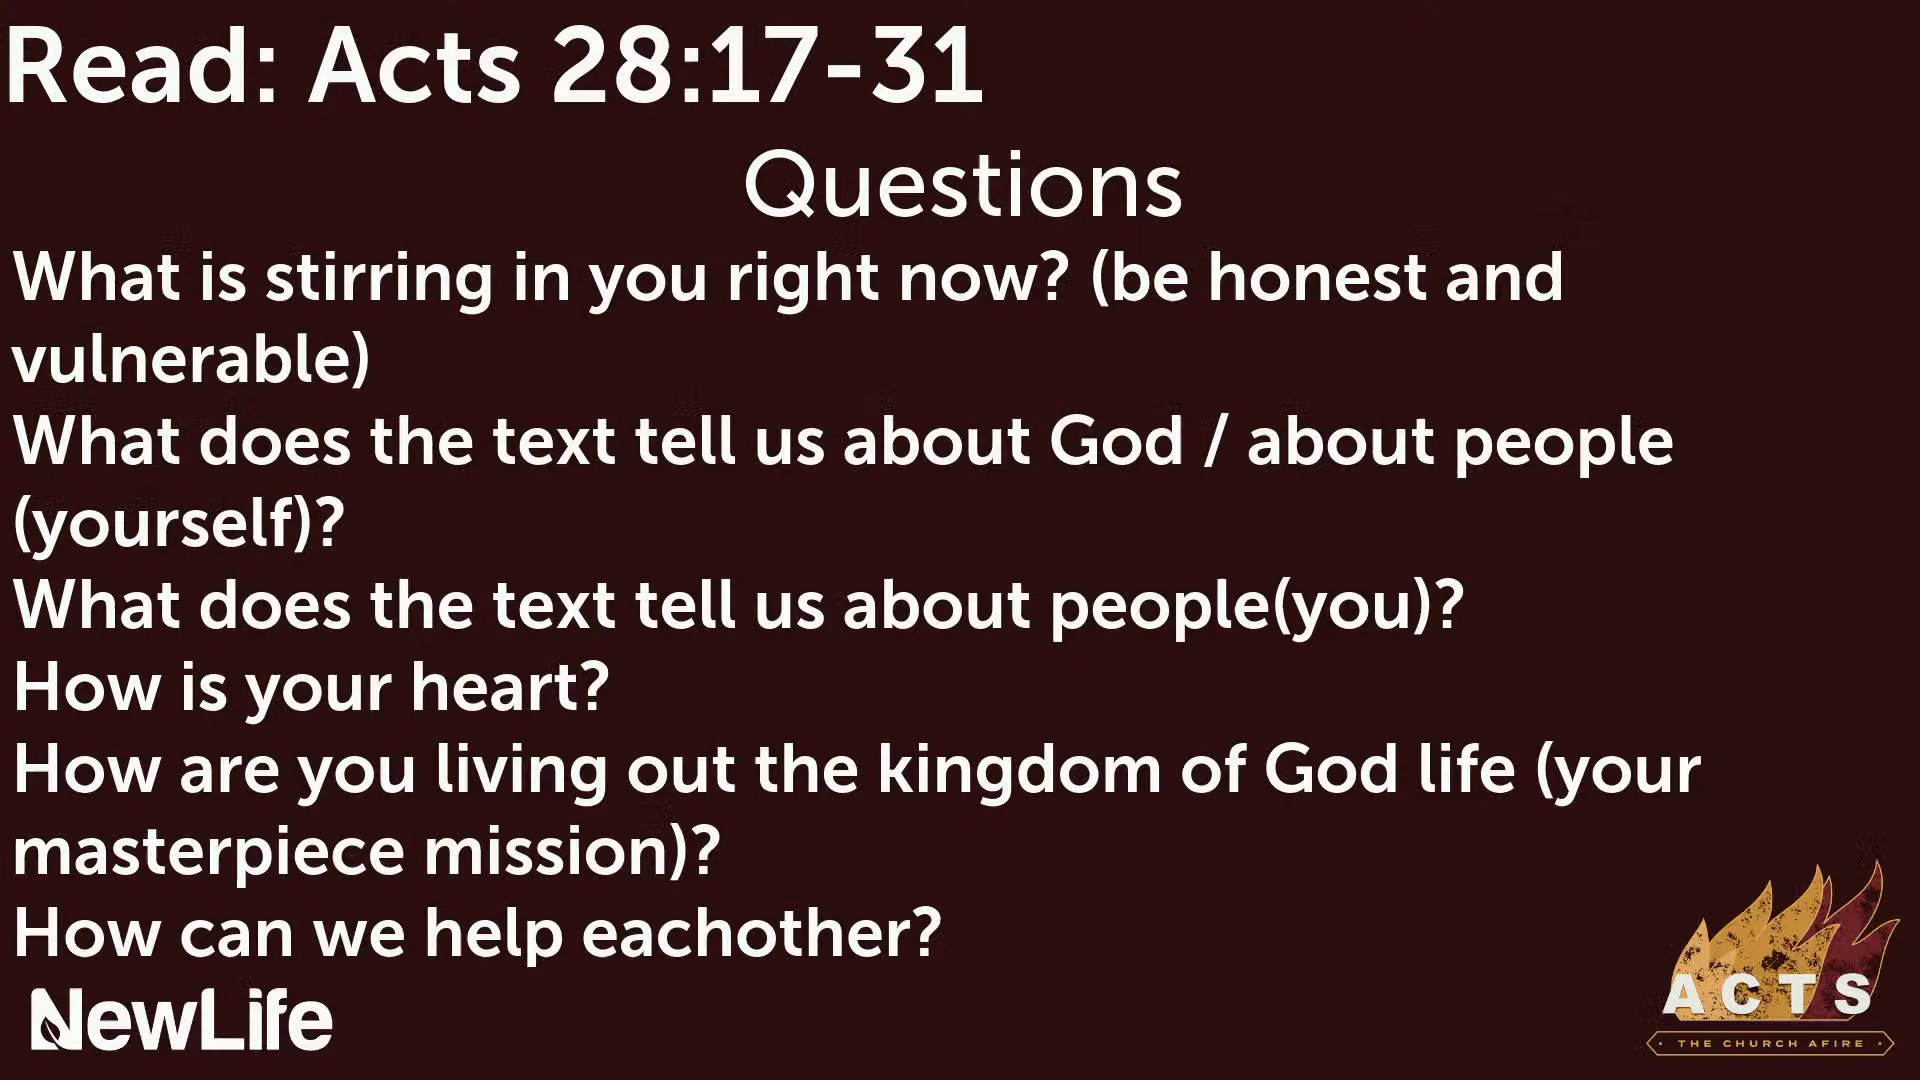 Read: Acts 28:17-31
Questions
What is stirring in you right now? (be honest and
vulnerable)
What does the text tell us about God / about people
(yourself)?
What does the text tell us about people(you)?
How is your heart?
How are you living out the kingdom of God life (your
masterpiece mission)?
How can we help eachother?
NewLife
ACTS
THE CHURCH AFIRE